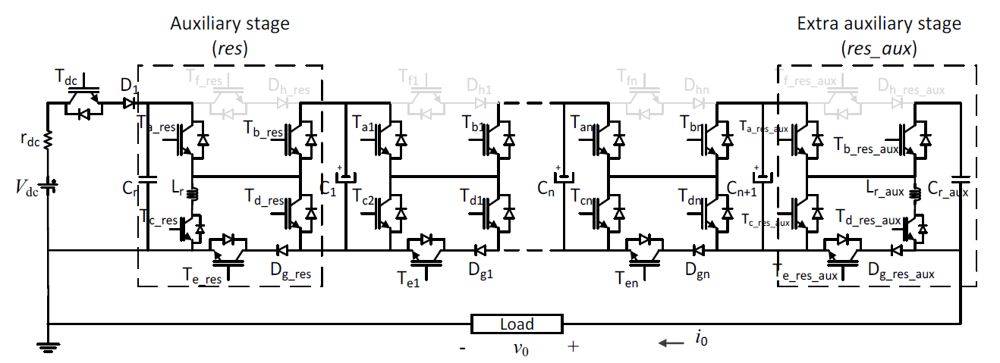 Auxiliary stage
(res)
Extra auxiliary stage
(res_aux)
T_dc
D_1
T_f_res
D_h_res
T_f1
D_h1
T_fn
D_hn
T_f_res_aux
D_h_res_aux
T_a_res
T_b_res
T_a1
T_b1
T_an
T_bn
T_a_res_aux
T_b_res_aux
r_dc
V_dc
C_r
L_r
T_c_res
T_d_res
+
C_1
T_c2
T_d1
+
C_n
T_cn
T_dn
+
C_n+1
T_c_res_aux
L_r_aux
C_r_aux
T_d_res_aux
T_e_res
D_g_res
T_e1
D_g1
T_en
D_gn
T_e_res_aux
D_g_res_aux
Load
- v_0 +
i_0